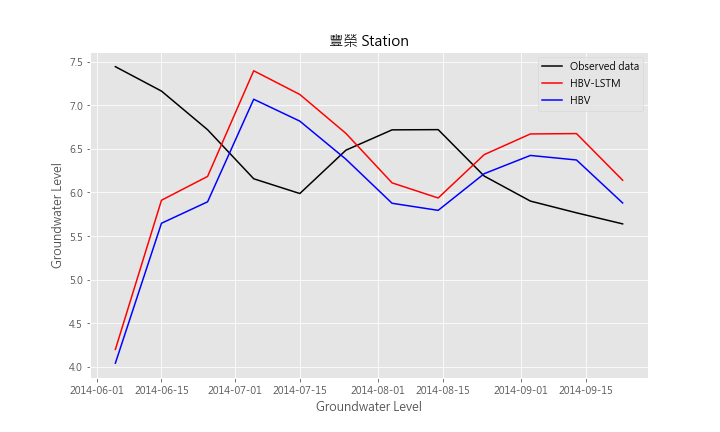 豐榮 Station
Observed data
HBV-LSTM
HBV
Groundwater Level
7.5
7.0
6.5
6.0
5.5
5.0
4.5
4.0
2014-06-01 2014-06-15 2014-07-01 2014-07-15 2014-08-01 2014-08-15 2014-09-01 2014-09-15
Groundwater Level